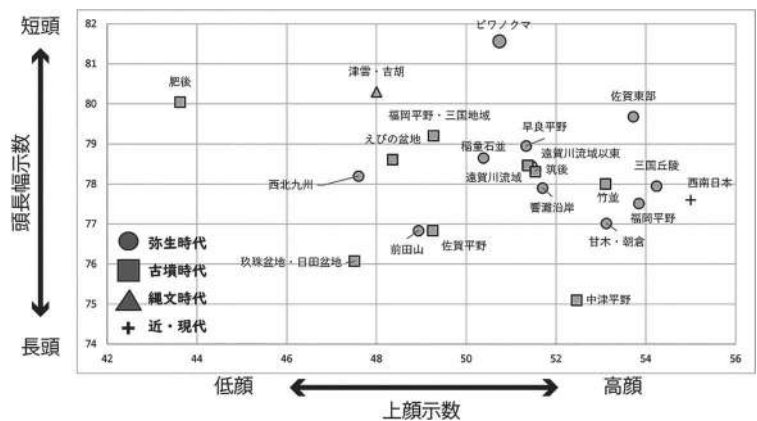 短頭
頭長幅示数
長頭
82
81
80
79
78
77
76
75
74
ビワノクマ
津雲・吉胡
肥後
佐賀東部
福岡平野・三国地域
早良平野
えびの盆地
稲童石並
遠賀川流域以東
三国丘陵
西北九州
遠賀川流域
筑後
竹並
西南日本
響灘沿岸
福岡平野
前田山
佐賀平野
甘木・朝倉
玖珠盆地・日田盆地
中津平野
弥生時代
古墳時代
縄文時代
近・現代
42 44 46 48 50 52 54 56
低顔 高顔
上顔示数